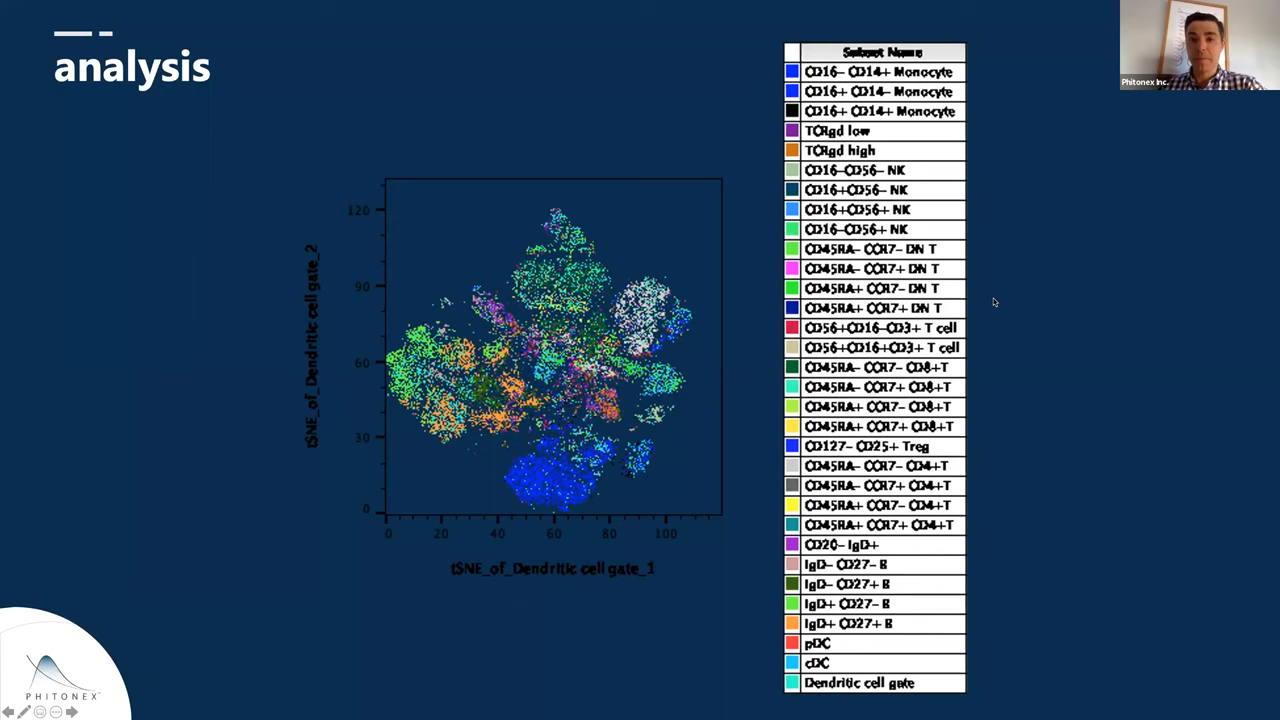 analysis
Phitonex Inc.
Subset Name
CD16- CD14+ Monocyte
CD16+ CD14- Monocyte
CD16+ CD14+ Monocyte
TCRgd low
TCRgd high
CD16-CD56- NK
CD16+CD56- NK
CD16+CD56+ NK
CD16-CD56+ NK
CD45RA- CCR7- DN T
CD45RA- CCR7+ DN T
CD45RA+ CCR7- DN T
CD45RA+ CCR7+ DN T
CD56+CD16-CD3+ T cell
CD56+CD16+CD3+ T cell
CD45RA- CCR7- CD8+T
CD45RA- CCR7+ CD8+T
CD45RA+ CCR7- CD8+T
CD45RA+ CCR7+ CD8+T
CD127- CD25+ Treg
CD45RA- CCR7- CD4+T
CD45RA- CCR7+ CD4+T
CD45RA+ CCR7- CD4+T
CD45RA+ CCR7+ CD4+T
CD20- IgD+
IgD- CD27- B
IgD- CD27+ B
IgD+ CD27- B
IgD+ CD27+ B
pDC
cDC
Dendritic cell gate
tSNE_of_Dendritic cell gate_2
120
90
60
30
0
0 20 40 60 80 100
tSNE_of_Dendritic cell gate_1
PHITONEX